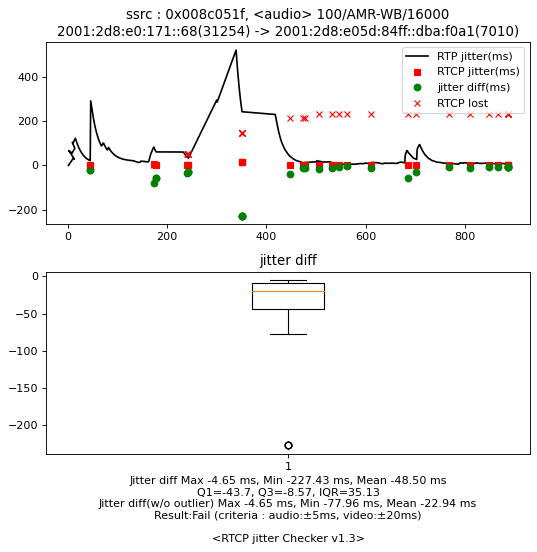 ssrc : 0x008c051f, <audio> 100/AMR-WB/16000
2001:2d8:e0:171::68(31254) -> 2001:2d8:e05d:84ff::dba:f0a1(7010)
RTP jitter(ms)
RTCP jitter(ms)
jitter diff(ms)
RTCP lost
400
200
0
−200
0 200 400 600 800
jitter diff
0
−50
−100
−150
−200
1
Jitter diff Max -4.65 ms, Min -227.43 ms, Mean -48.50 ms
Q1=-43.7, Q3=-8.57, IQR=35.13
Jitter diff(w/o outlier) Max -4.65 ms, Min -77.96 ms, Mean -22.94 ms
Result:Fail (criteria : audio:±5ms, video:±20ms)
<RTCP jitter Checker v1.3>